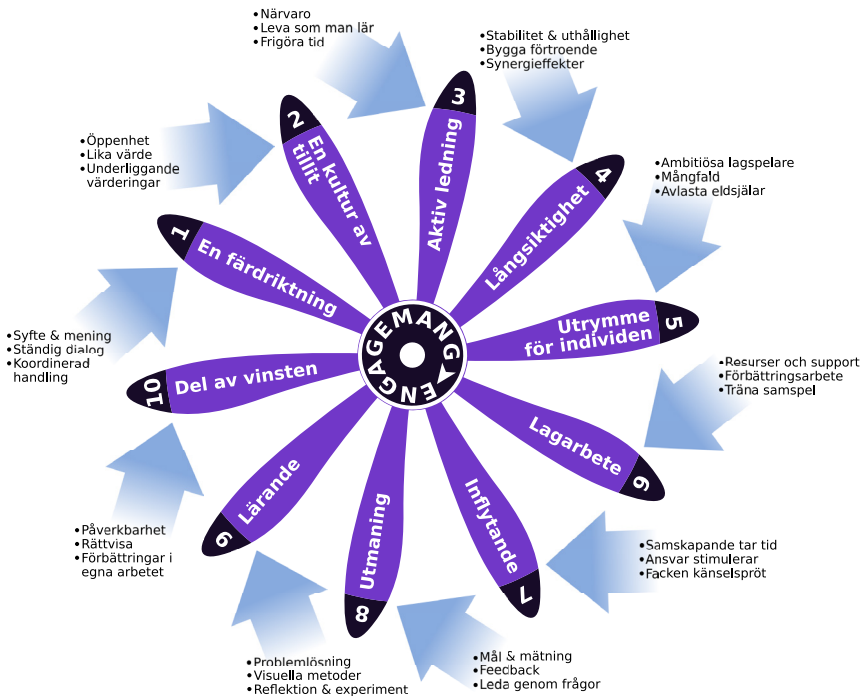 •Närvaro
•Leva som man lär
•Frigöra tid
•Stabilitet & uthållighet
•Bygga förtroende
•Synergieffekter
•Öppenhet
•Lika värde
•Underliggande
värderingar
•Ambitiösa lagspelare
•Mångfald
•Avlasta eldsjälar
•Syfte & mening
•Ständig dialog
•Koordinerad
handling
•Resurser och support
•Förbättringsarbete
•Träna samspel
1
En färdriktning
2
En kultur av
tillit
3
Aktiv ledning
4
Långsiktighet
5
Utrymme
för individen
6
Lagarbete
7
Inflytande
8
Utmaning
9
Lärande
10
Del av vinsten
ENGAGEMANG
•Påverkbarhet
•Rättvisa
•Förbättringar i
egna arbetet
•Samskapande tar tid
•Ansvar stimulerar
•Facken känselspröt
•Problemlösning
•Visuella metoder
•Reflektion & experiment
•Mål & mätning
•Feedback
•Leda genom frågor